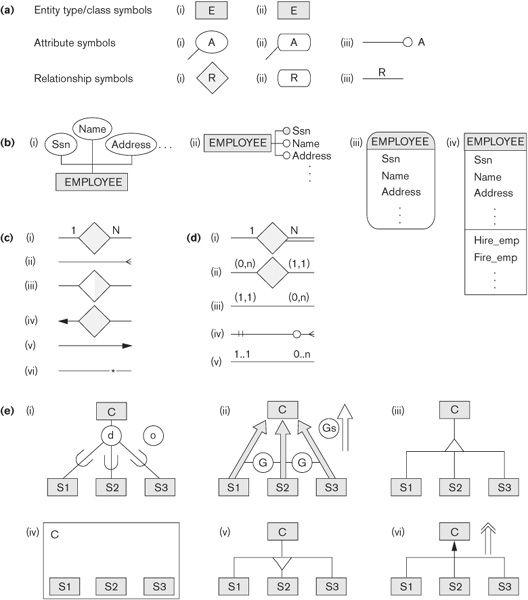 (a) Entity type/class symbols (i) E (ii) E
Attribute symbols (i) A (ii) A (iii) A
Relationship symbols (i) R (ii) R (iii) R
(b) (i) Ssn Name Address . . .
EMPLOYEE
(ii) EMPLOYEE Ssn
Name
Address
(iii) EMPLOYEE
Ssn
Name
Address
(iv) EMPLOYEE
Ssn
Name
Address
Hire_emp
Fire_emp
(c) (i) 1 N
(ii)
(iii)
(iv)
(v)
(vi) *
(d) (i) 1 N
(ii) (0,n) (1,1)
(iii) (1,1) (0,n)
(iv)
(v) 1..1 0..n
(e) (i) C
d o
S1 S2 S3
(ii) C Gs
G G
S1 S2 S3
(iii) C
S1 S2 S3
(iv) C
S1 S2 S3
(v) C
S1 S2 S3
(vi) C
S1 S2 S3